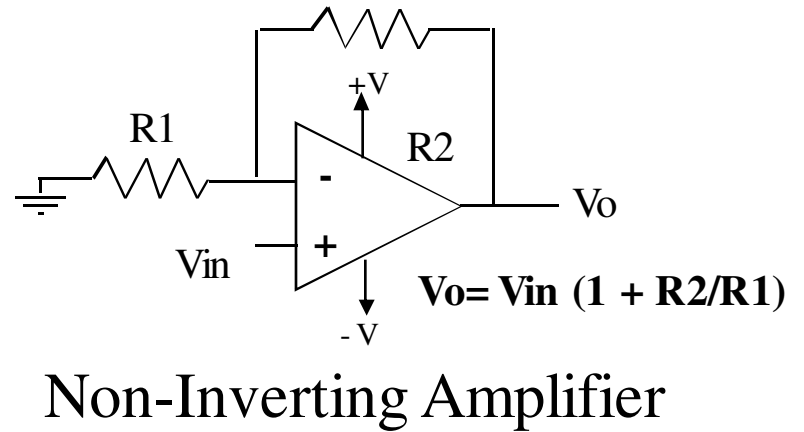 +V
R1
R2
-
Vo
Vin
+
Vo= Vin (1 + R2/R1)
- V
Non-Inverting Amplifier